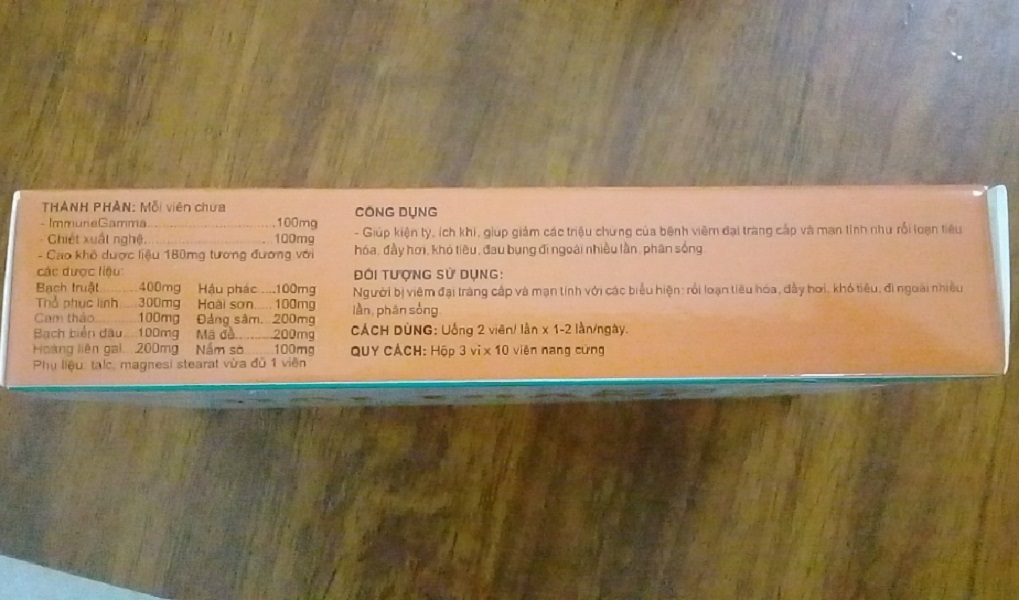 THÀNH PHẦN: Mỗi viên chứa
- ImmuneGamma..............................100mg
- Chiết xuất nghệ..............................100mg
- Cao khô dược liệu 180mg tương đương với
các dược liệu:
Bạch truật..........400mg Hậu phác.....100mg
Thổ phục linh.....300mg Hoài sơn.....100mg
Cam thảo...........100mg Đảng sâm...200mg
Bạch biển đậu...100mg Mã đề..........200mg
Hoàng liên gai...200mg Nấm sò.......100mg
Phụ liệu: talc, magnesi stearat vừa đủ 1 viên
CÔNG DỤNG
- Giúp kiện tỳ, ích khí, giúp giảm các triệu chứng của bệnh viêm đại tràng cấp và mạn tính như rối loạn tiêu
hóa, đầy hơi, khó tiêu, đau bụng đi ngoài nhiều lần, phân sống.
ĐỐI TƯỢNG SỬ DỤNG:
Người bị viêm đại tràng cấp và mạn tính với các biểu hiện: rối loạn tiêu hóa, đầy hơi, khó tiêu, đi ngoài nhiều
lần, phân sống.
CÁCH DÙNG: Uống 2 viên/ lần x 1-2 lần/ngày.
QUY CÁCH: Hộp 3 vỉ x 10 viên nang cứng